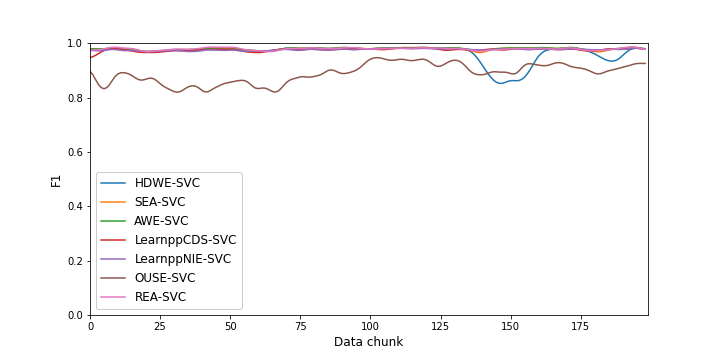 1.0
0.8
0.6
0.4
0.2
0.0
F1
HDWE-SVC
SEA-SVC
AWE-SVC
LearnppCDS-SVC
LearnppNIE-SVC
OUSE-SVC
REA-SVC
0 25 50 75 100 125 150 175
Data chunk